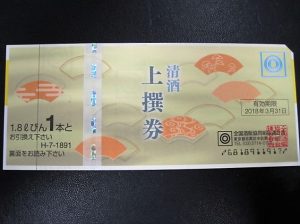 清酒
上撰券
1.8ℓびん1本と
お引換え下さい
H-7-1891
裏面をお読み下さい
有効期限
2018年3月31日